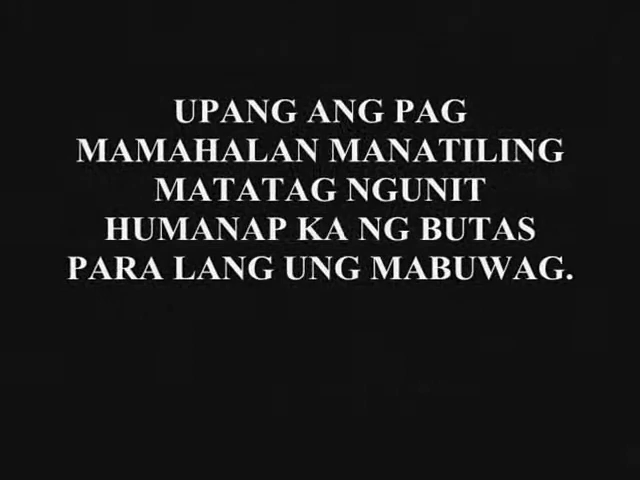 UPANG ANG PAG
MAMAHALAN MANATILING
MATATAG NGUNIT
HUMANAP KA NG BUTAS
PARA LANG UNG MABUWAG.